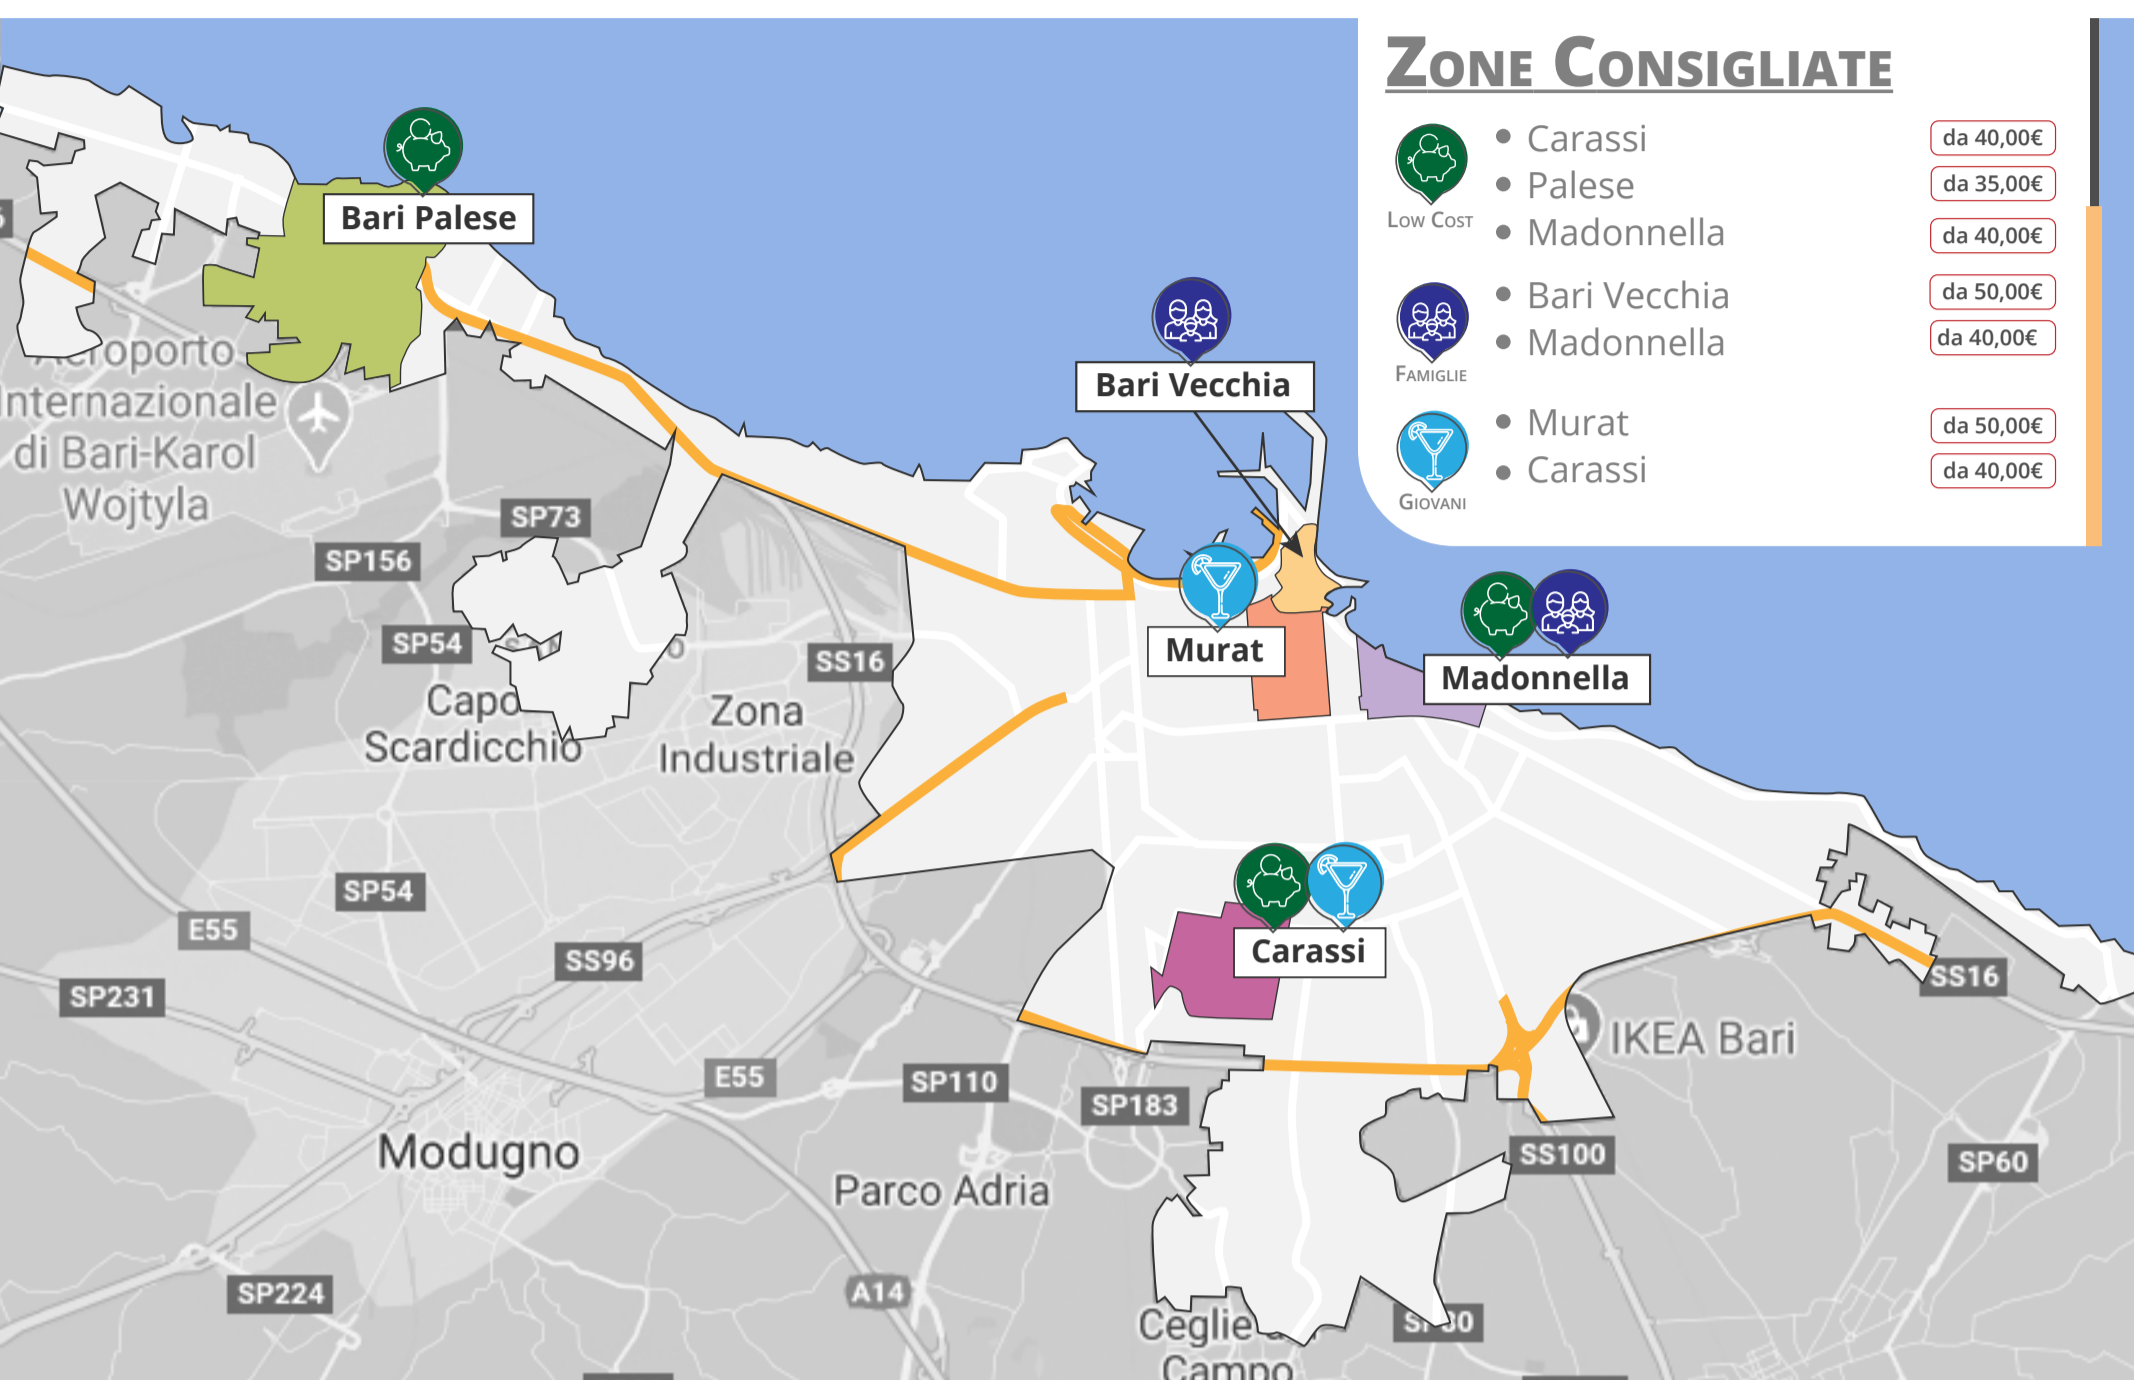 ZONE CONSIGLIATE
LOW COST
• Carassi da 40,00€
• Palese da 35,00€
• Madonnella da 40,00€
FAMIGLIE
• Bari Vecchia da 50,00€
• Madonnella da 40,00€
GIOVANI
• Murat da 50,00€
• Carassi da 40,00€
Bari Palese
Bari Vecchia
Murat
Madonnella
Carassi
Aeroporto
Internazionale
di Bari-Karol
Wojtyla
SP73
SP156
SP54
SS16
Capo
Scardicchio
Zona
Industriale
SP54
E55
SS96
SP231
SS16
IKEA Bari
E55
SP110
SP183
Modugno
Parco Adria
SS100
SP60
SP224
A14
Ceglie
Campo